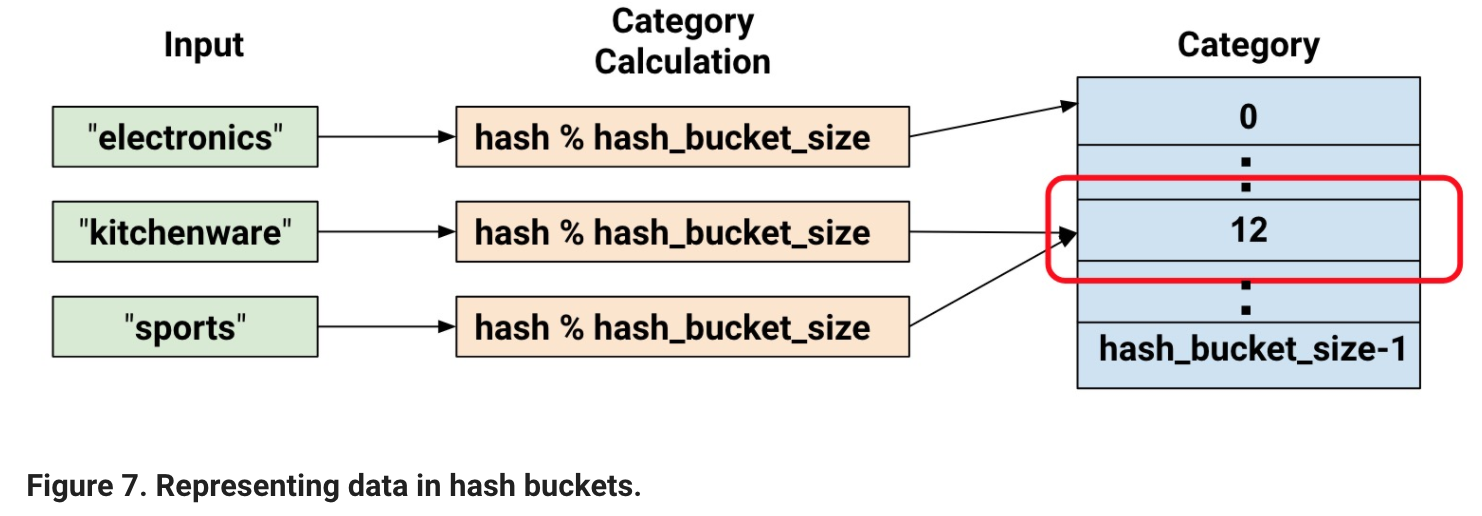 Input
Category
Calculation
Category
"electronics"
hash % hash_bucket_size
0
"kitchenware"
hash % hash_bucket_size
12
"sports"
hash % hash_bucket_size
hash_bucket_size-1
Figure 7. Representing data in hash buckets.